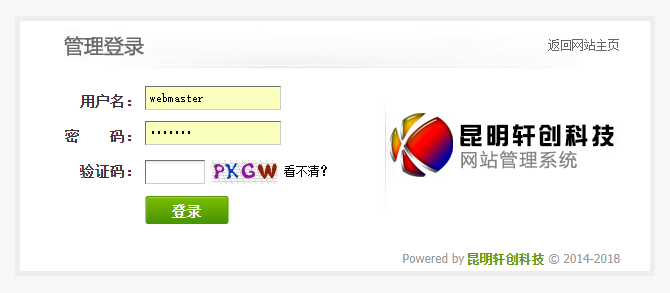 管理登录
返回网站主页
用户名： webmaster
密　码： •••••••
验证码： PKGW 看不清?
登录
昆明轩创科技
网站管理系统
Powered by 昆明轩创科技 © 2014-2018